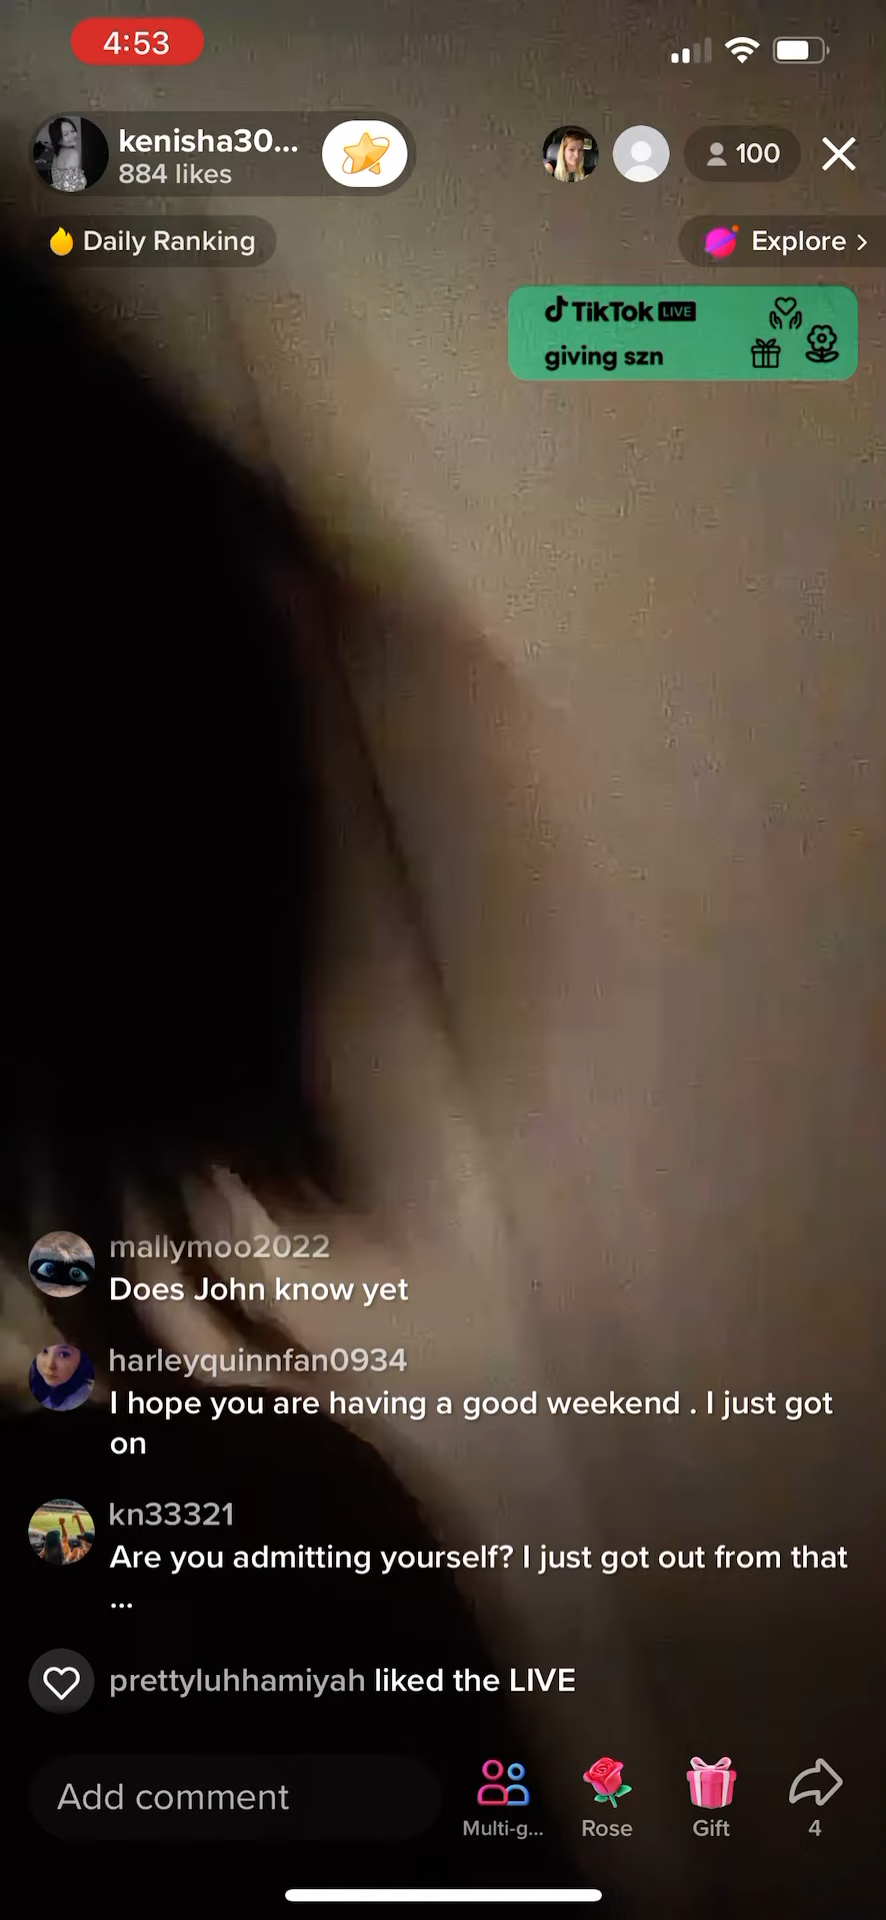 4:53
kenisha30...
884 likes
100
Daily Ranking
Explore >
TikTok LIVE
giving szn
mallymoo2022
Does John know yet
harleyquinnfan0934
I hope you are having a good weekend . I just got
on
kn33321
Are you admitting yourself? I just got out from that
...
prettyluhhamiyah liked the LIVE
Add comment
Multi-g...
Rose
Gift
4